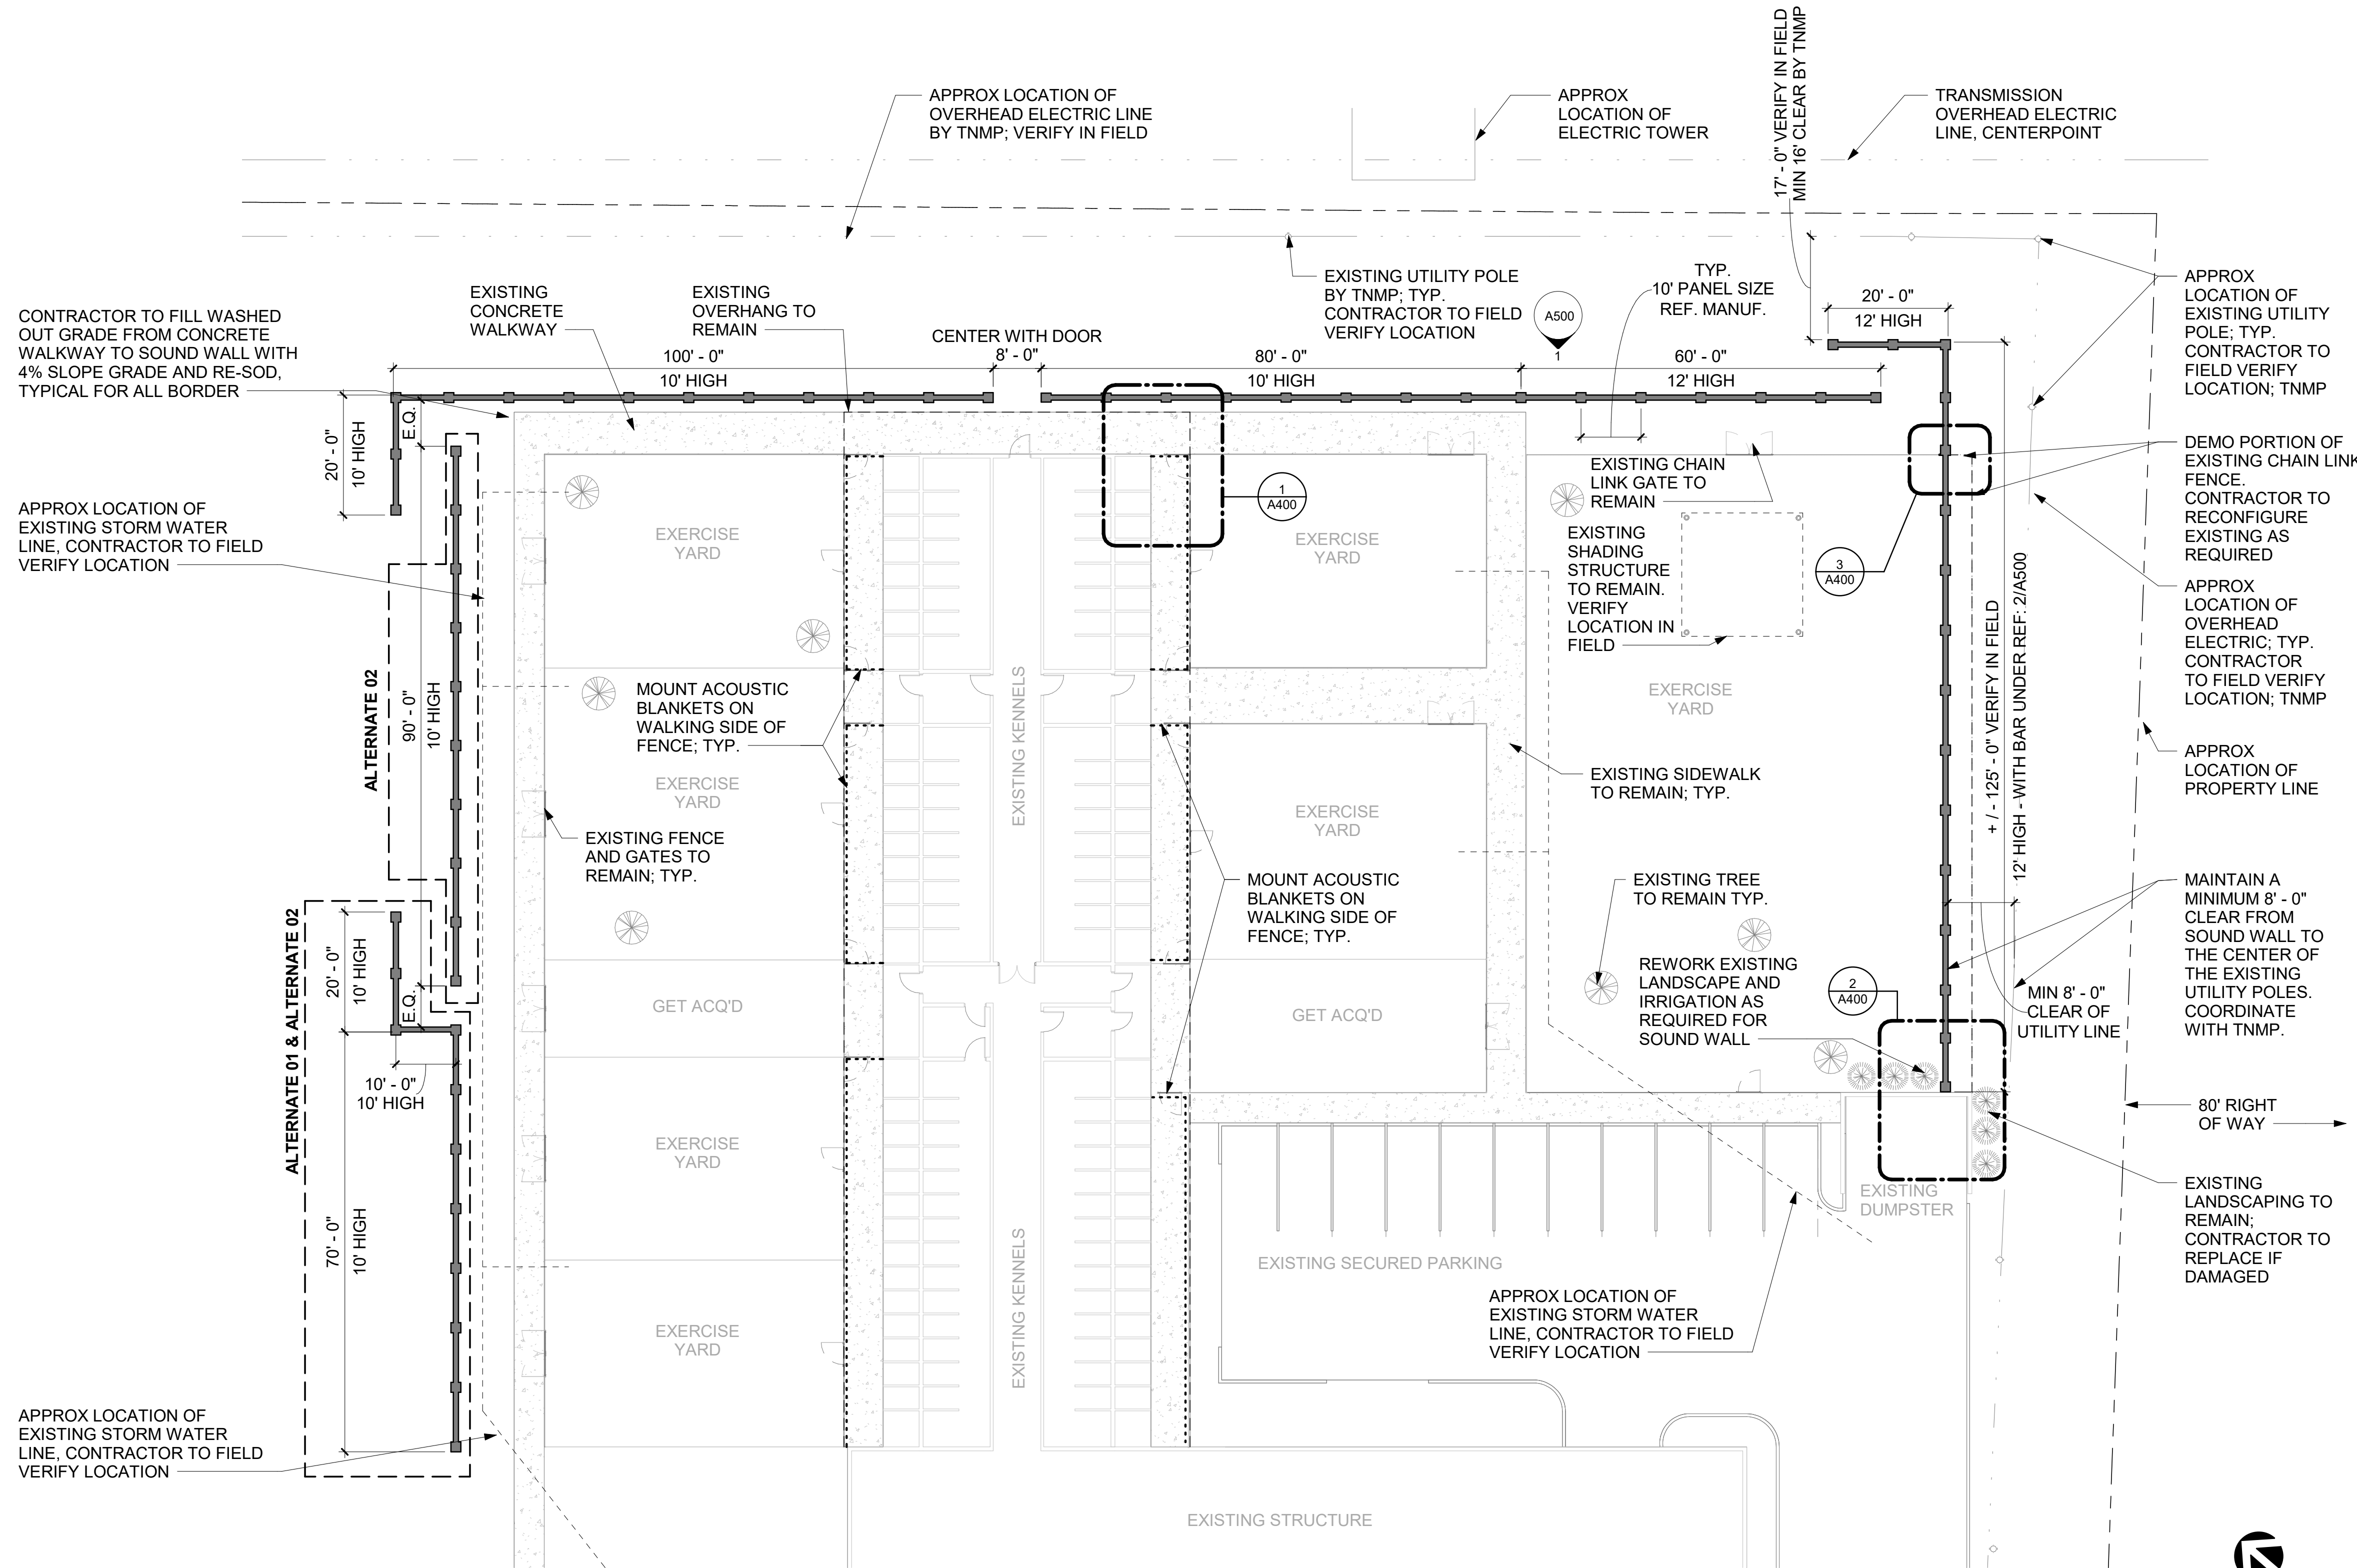 17' - 0" VERIFY IN FIELD
MIN 16' CLEAR BY TNMP
APPROX LOCATION OF
OVERHEAD ELECTRIC LINE
BY TNMP; VERIFY IN FIELD
APPROX
LOCATION OF
ELECTRIC TOWER
TRANSMISSION
OVERHEAD ELECTRIC
LINE, CENTERPOINT
CONTRACTOR TO FILL WASHED
OUT GRADE FROM CONCRETE
WALKWAY TO SOUND WALL WITH
4% SLOPE GRADE AND RE-SOD,
TYPICAL FOR ALL BORDER
EXISTING
CONCRETE
WALKWAY
EXISTING
OVERHANG TO
REMAIN
CENTER WITH DOOR
EXISTING UTILITY POLE
BY TNMP; TYP.
CONTRACTOR TO FIELD
VERIFY LOCATION
A500
1
TYP.
10' PANEL SIZE
REF. MANUF.
20' - 0"
12' HIGH
APPROX
LOCATION OF
EXISTING UTILITY
POLE; TYP.
CONTRACTOR TO
FIELD VERIFY
LOCATION; TNMP
100' - 0"
10' HIGH
8' - 0"
80' - 0"
10' HIGH
60' - 0"
12' HIGH
20' - 0"
10' HIGH
E.Q.
APPROX LOCATION OF
EXISTING STORM WATER
LINE, CONTRACTOR TO FIELD
VERIFY LOCATION
EXERCISE
YARD
1
A400
EXERCISE
YARD
EXISTING CHAIN
LINK GATE TO
REMAIN
EXISTING
SHADING
STRUCTURE
TO REMAIN.
VERIFY
LOCATION IN
FIELD
3
A400
DEMO PORTION OF
EXISTING CHAIN LINK
FENCE.
CONTRACTOR TO
RECONFIGURE
EXISTING AS
REQUIRED
APPROX
LOCATION OF
OVERHEAD
ELECTRIC; TYP.
CONTRACTOR
TO FIELD VERIFY
LOCATION; TNMP
ALTERNATE 02
90' - 0"
10' HIGH
MOUNT ACOUSTIC
BLANKETS ON
WALKING SIDE OF
FENCE; TYP.
EXERCISE
YARD
EXISTING KENNELS
EXERCISE
YARD
EXERCISE
YARD
+ / - 125' - 0" VERIFY IN FIELD
12' HIGH - WITH BAR UNDER REF: 2/A500
APPROX
LOCATION OF
PROPERTY LINE
EXISTING SIDEWALK
TO REMAIN; TYP.
EXISTING FENCE
AND GATES TO
REMAIN; TYP.
MOUNT ACOUSTIC
BLANKETS ON
WALKING SIDE OF
FENCE; TYP.
EXISTING TREE
TO REMAIN TYP.
MAINTAIN A
MINIMUM 8' - 0"
CLEAR FROM
SOUND WALL TO
THE CENTER OF
THE EXISTING
UTILITY POLES.
COORDINATE
WITH TNMP.
ALTERNATE 01 & ALTERNATE 02
20' - 0"
10' HIGH
E.Q.
10' - 0"
10' HIGH
70' - 0"
10' HIGH
GET ACQ'D
GET ACQ'D
REWORK EXISTING
LANDSCAPE AND
IRRIGATION AS
REQUIRED FOR
SOUND WALL
2
A400
MIN 8' - 0"
CLEAR OF
UTILITY LINE
EXERCISE
YARD
80' RIGHT
OF WAY
EXISTING
DUMPSTER
EXISTING
LANDSCAPING TO
REMAIN;
CONTRACTOR TO
REPLACE IF
DAMAGED
EXISTING KENNELS
EXISTING SECURED PARKING
APPROX LOCATION OF
EXISTING STORM WATER
LINE, CONTRACTOR TO FIELD
VERIFY LOCATION
EXERCISE
YARD
APPROX LOCATION OF
EXISTING STORM WATER
LINE, CONTRACTOR TO FIELD
VERIFY LOCATION
EXISTING STRUCTURE